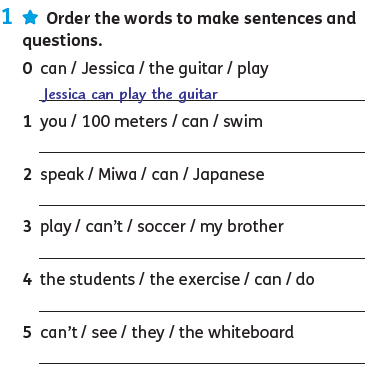 1 ★ Order the words to make sentences and
questions.
0 can / Jessica / the guitar / play
Jessica can play the guitar
1 you / 100 meters / can / swim
2 speak / Miwa / can / Japanese
3 play / can't / soccer / my brother
4 the students / the exercise / can / do
5 can't / see / they / the whiteboard